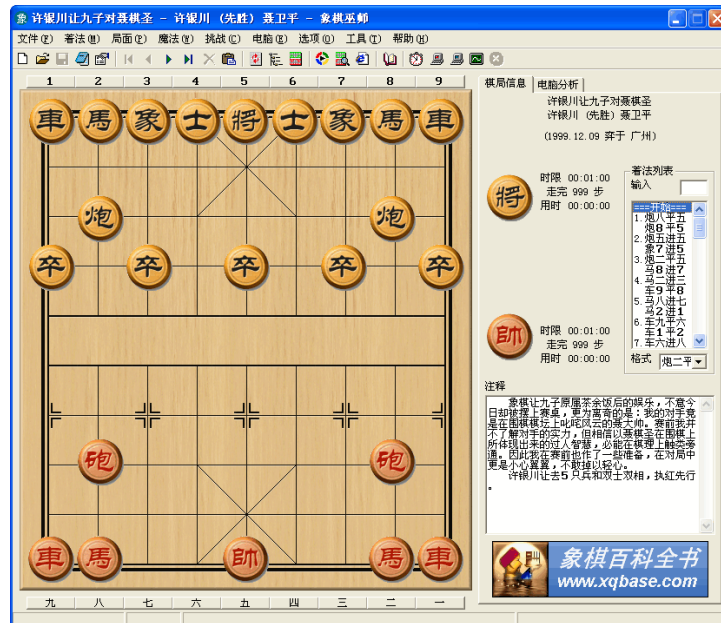 许银川让九子对聂棋圣 - 许银川 (先胜) 聂卫平 - 象棋巫师
文件(F) 着法(M) 局面(P) 魔法(W) 挑战(C) 电脑(R) 选项(O) 工具(T) 帮助(H)
1 2 3 4 5 6 7 8 9
車 馬 象 士 將 士 象 馬 車
炮 炮
卒 卒 卒 卒 卒
砲 砲
車 馬 帥 馬 車
九 八 七 六 五 四 三 二 一
棋局信息 电脑分析
许银川让九子对聂棋圣
许银川 (先胜) 聂卫平
(1999.12.09 弈于 广州)
將
时限 00:01:00
走完 999 步
用时 00:00:00
帥
时限 00:01:00
走完 999 步
用时 00:00:00
着法列表
输入
===开始===
1. 炮八平五
炮8平5
2. 炮五进五
象7进5
3. 炮二平五
马8进7
4. 马二进三
车9平8
5. 马八进七
马2进1
6. 车九平六
车1平2
7. 车六进八
格式 炮二平
注释
象棋让九子原属茶余饭后的娱乐，不意今
日却被摆上赛桌，更为离奇的是：我的对手竟
是在围棋棋坛上叱咤风云的聂大帅。赛前我并
不了解对手的实力，但相信以聂棋圣在围棋上
所体现出来的过人智慧，必能在棋理上触类旁
通。因此我在赛前也作了一些准备，在对局中
更是小心翼翼，不敢掉以轻心。
许银川让去5只兵和双士双相，执红先行
。
象棋百科全书
www.xqbase.com